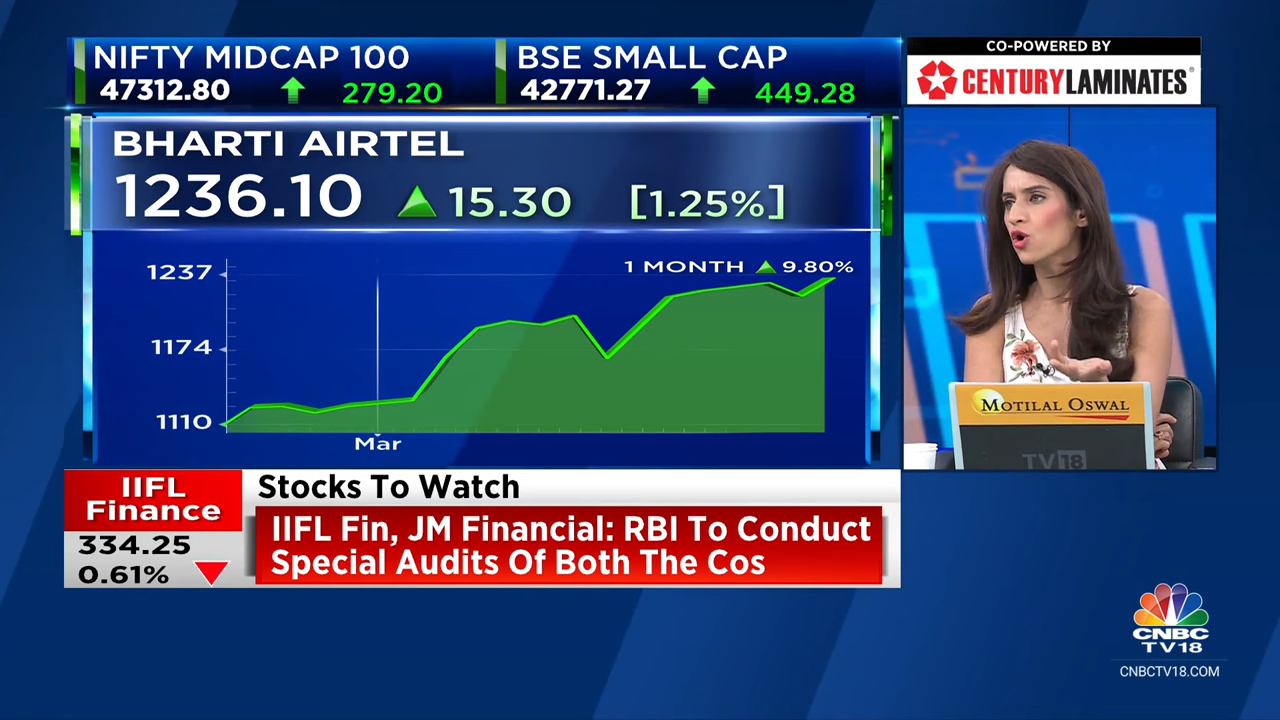 NIFTY MIDCAP 100
47312.80 279.20
BSE SMALL CAP
42771.27 449.28
CO-POWERED BY
CENTURYLAMINATES®
BHARTI AIRTEL
1236.10 15.30 [1.25%]
1 MONTH 9.80%
1237
1174
1110
Mar
MOTILAL OSWAL
TV18
IIFL
Finance
334.25
0.61%
Stocks To Watch
IIFL Fin, JM Financial: RBI To Conduct
Special Audits Of Both The Cos
CNBC
TV18
CNBCTV18.COM